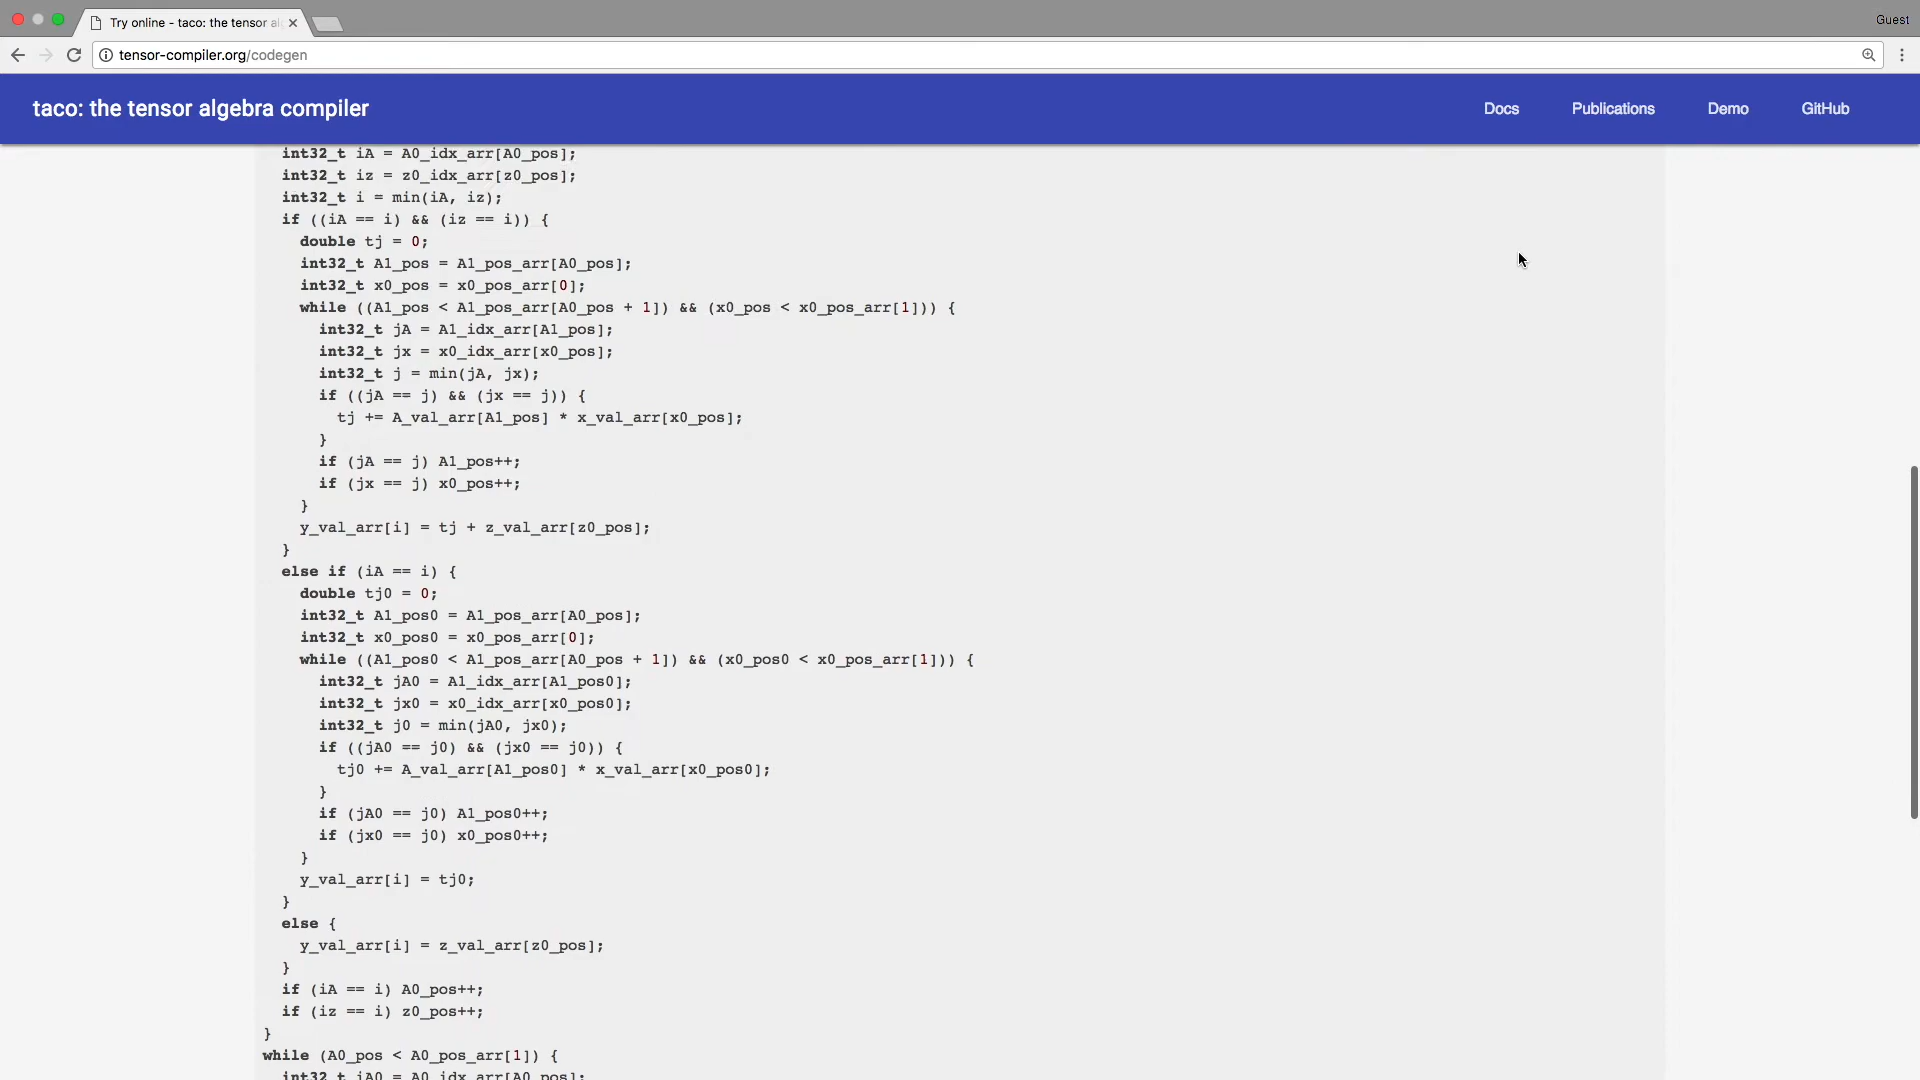 Guest
Try online - taco: the tensor al
tensor-compiler.org/codegen
taco: the tensor algebra compiler
Docs
Publications
Demo
GitHub
int32_t iA = A0_idx_arr[A0_pos];
int32_t iz = z0_idx_arr[z0_pos];
int32_t i = min(iA, iz);
if ((iA == i) && (iz == i)) {
double tj = 0;
int32_t A1_pos = A1_pos_arr[A0_pos];
int32_t x0_pos = x0_pos_arr[0];
while ((A1_pos < A1_pos_arr[A0_pos + 1]) && (x0_pos < x0_pos_arr[1])) {
int32_t jA = A1_idx_arr[A1_pos];
int32_t jx = x0_idx_arr[x0_pos];
int32_t j = min(jA, jx);
if ((jA == j) && (jx == j)) {
tj += A_val_arr[A1_pos] * x_val_arr[x0_pos];
}
if (jA == j) A1_pos++;
if (jx == j) x0_pos++;
}
y_val_arr[i] = tj + z_val_arr[z0_pos];
}
else if (iA == i) {
double tj0 = 0;
int32_t A1_pos0 = A1_pos_arr[A0_pos];
int32_t x0_pos0 = x0_pos_arr[0];
while ((A1_pos0 < A1_pos_arr[A0_pos + 1]) && (x0_pos0 < x0_pos_arr[1])) {
int32_t jA0 = A1_idx_arr[A1_pos0];
int32_t jx0 = x0_idx_arr[x0_pos0];
int32_t j0 = min(jA0, jx0);
if ((jA0 == j0) && (jx0 == j0)) {
tj0 += A_val_arr[A1_pos0] * x_val_arr[x0_pos0];
}
if (jA0 == j0) A1_pos0++;
if (jx0 == j0) x0_pos0++;
}
y_val_arr[i] = tj0;
}
else {
y_val_arr[i] = z_val_arr[z0_pos];
}
if (iA == i) A0_pos++;
if (iz == i) z0_pos++;
}
while (A0_pos < A0_pos_arr[1]) {
int32_t iA0 = A0_idx_arr[A0_pos];